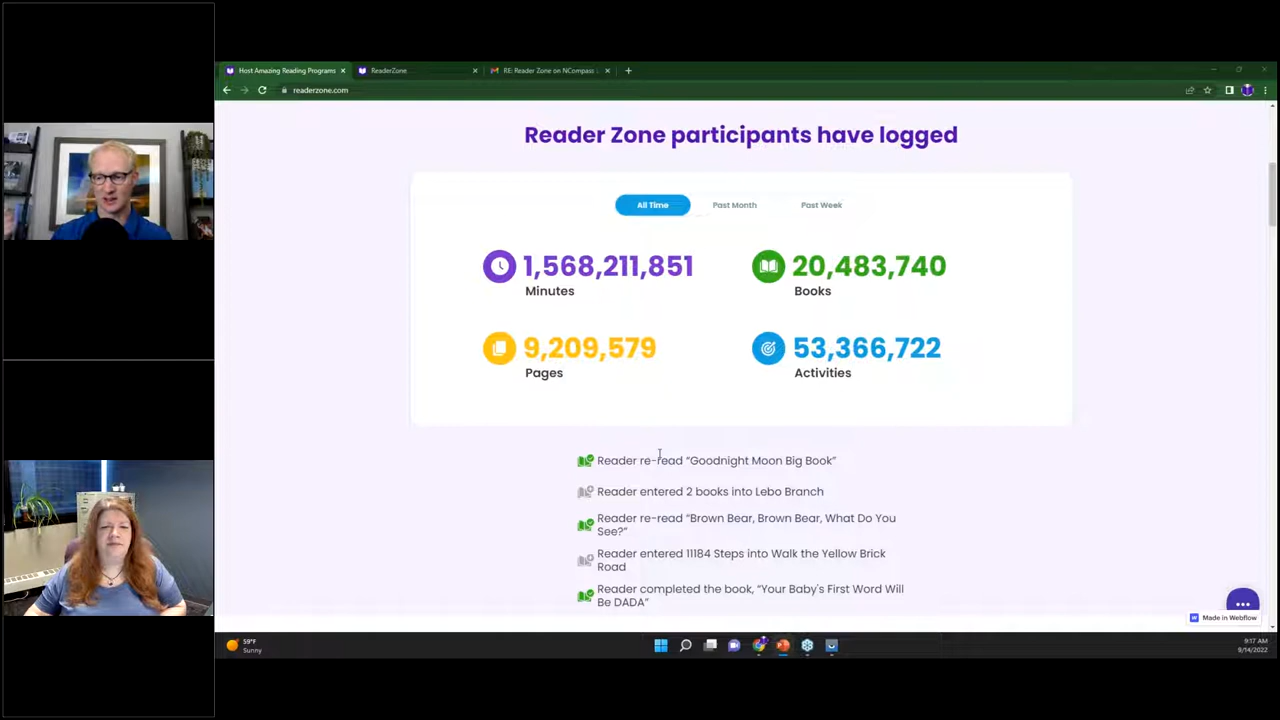 Host Amazing Reading Programs
ReaderZone
RE: Reader Zone on NCompass
readerzone.com
Reader Zone participants have logged
All Time
Past Month
Past Week
1,568,211,851
Minutes
20,483,740
Books
9,209,579
Pages
53,366,722
Activities
Reader re-read “Goodnight Moon Big Book”
Reader entered 2 books into Lebo Branch
Reader re-read “Brown Bear, Brown Bear, What Do You
See?”
Reader entered 11184 Steps into Walk the Yellow Brick
Road
Reader completed the book, “Your Baby's First Word Will
Be DADA”
Made in Webflow
59°F
Sunny
9:17 AM
9/14/2022